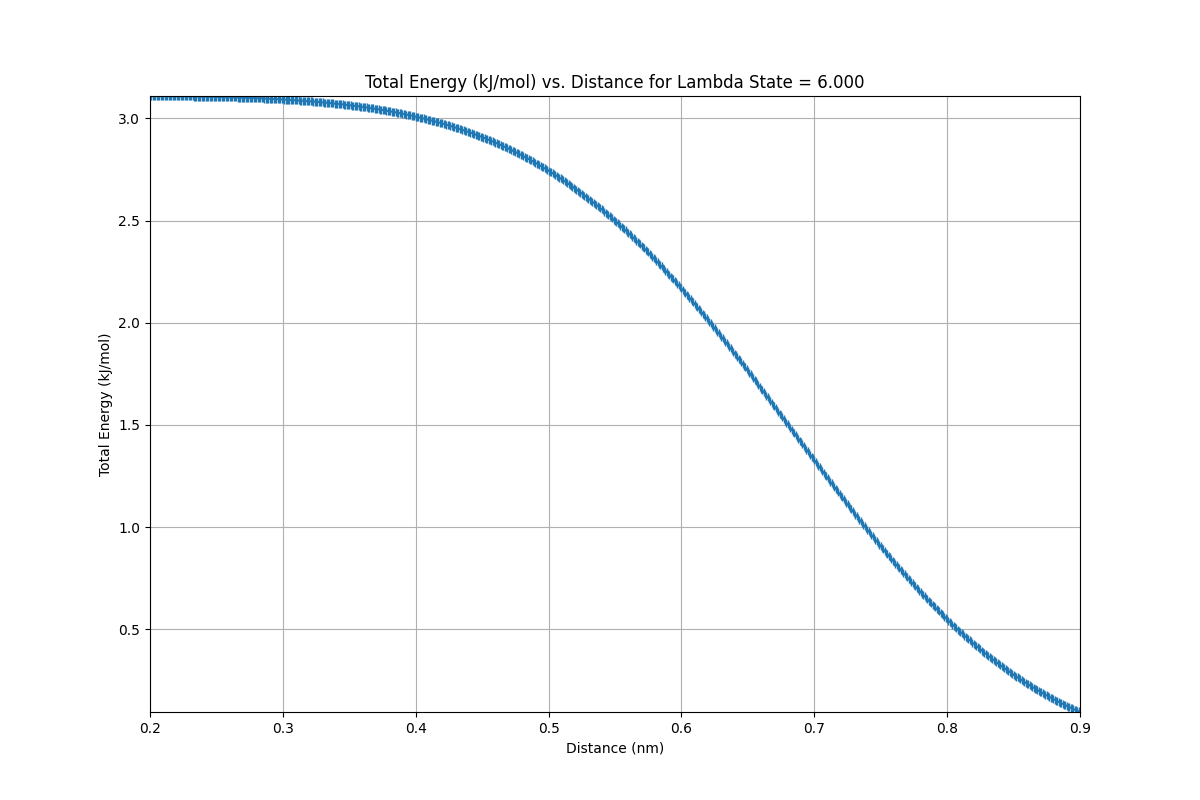 Total Energy (kJ/mol) vs. Distance for Lambda State = 6.000
3.0
2.5
2.0
1.5
1.0
0.5
Total Energy (kJ/mol)
0.2 0.3 0.4 0.5 0.6 0.7 0.8 0.9
Distance (nm)